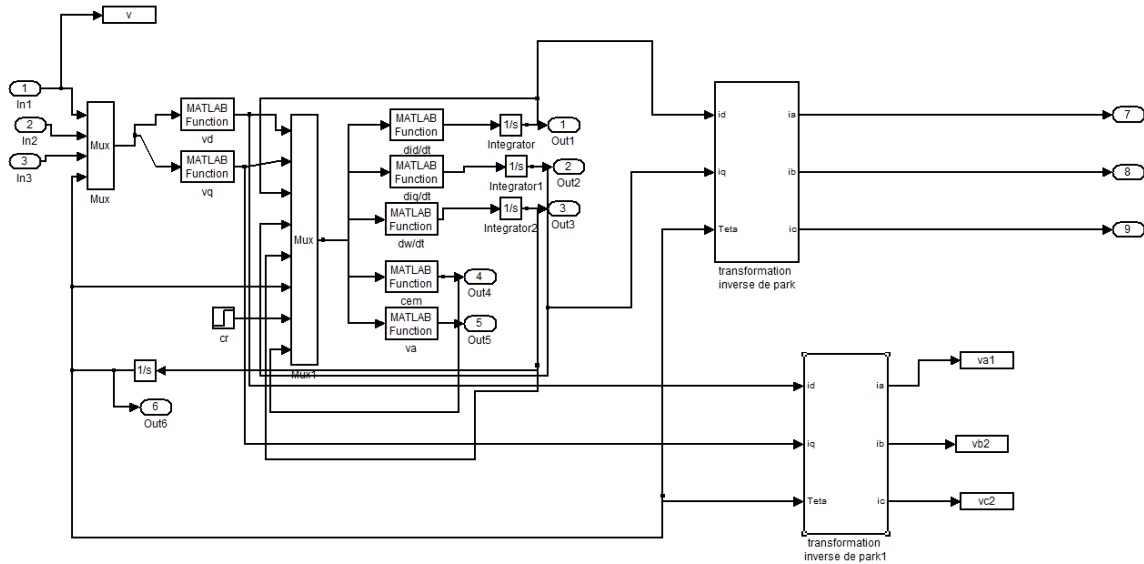 v
1
In1
2
In2
3
In3
Mux
Mux
MATLAB
Function
vd
MATLAB
Function
vq
cr
Mux
Mux1
MATLAB
Function
did/dt
MATLAB
Function
diq/dt
MATLAB
Function
dw/dt
MATLAB
Function
cem
MATLAB
Function
va
1/s
Integrator
1/s
Integrator1
1/s
Integrator2
1
Out1
2
Out2
3
Out3
4
Out4
5
Out5
1/s
6
Out6
id
iq
Teta
ia
ib
ic
transformation
inverse de park
7
8
9
id
iq
Teta
ia
ib
ic
transformation
inverse de park1
va1
vb2
vc2